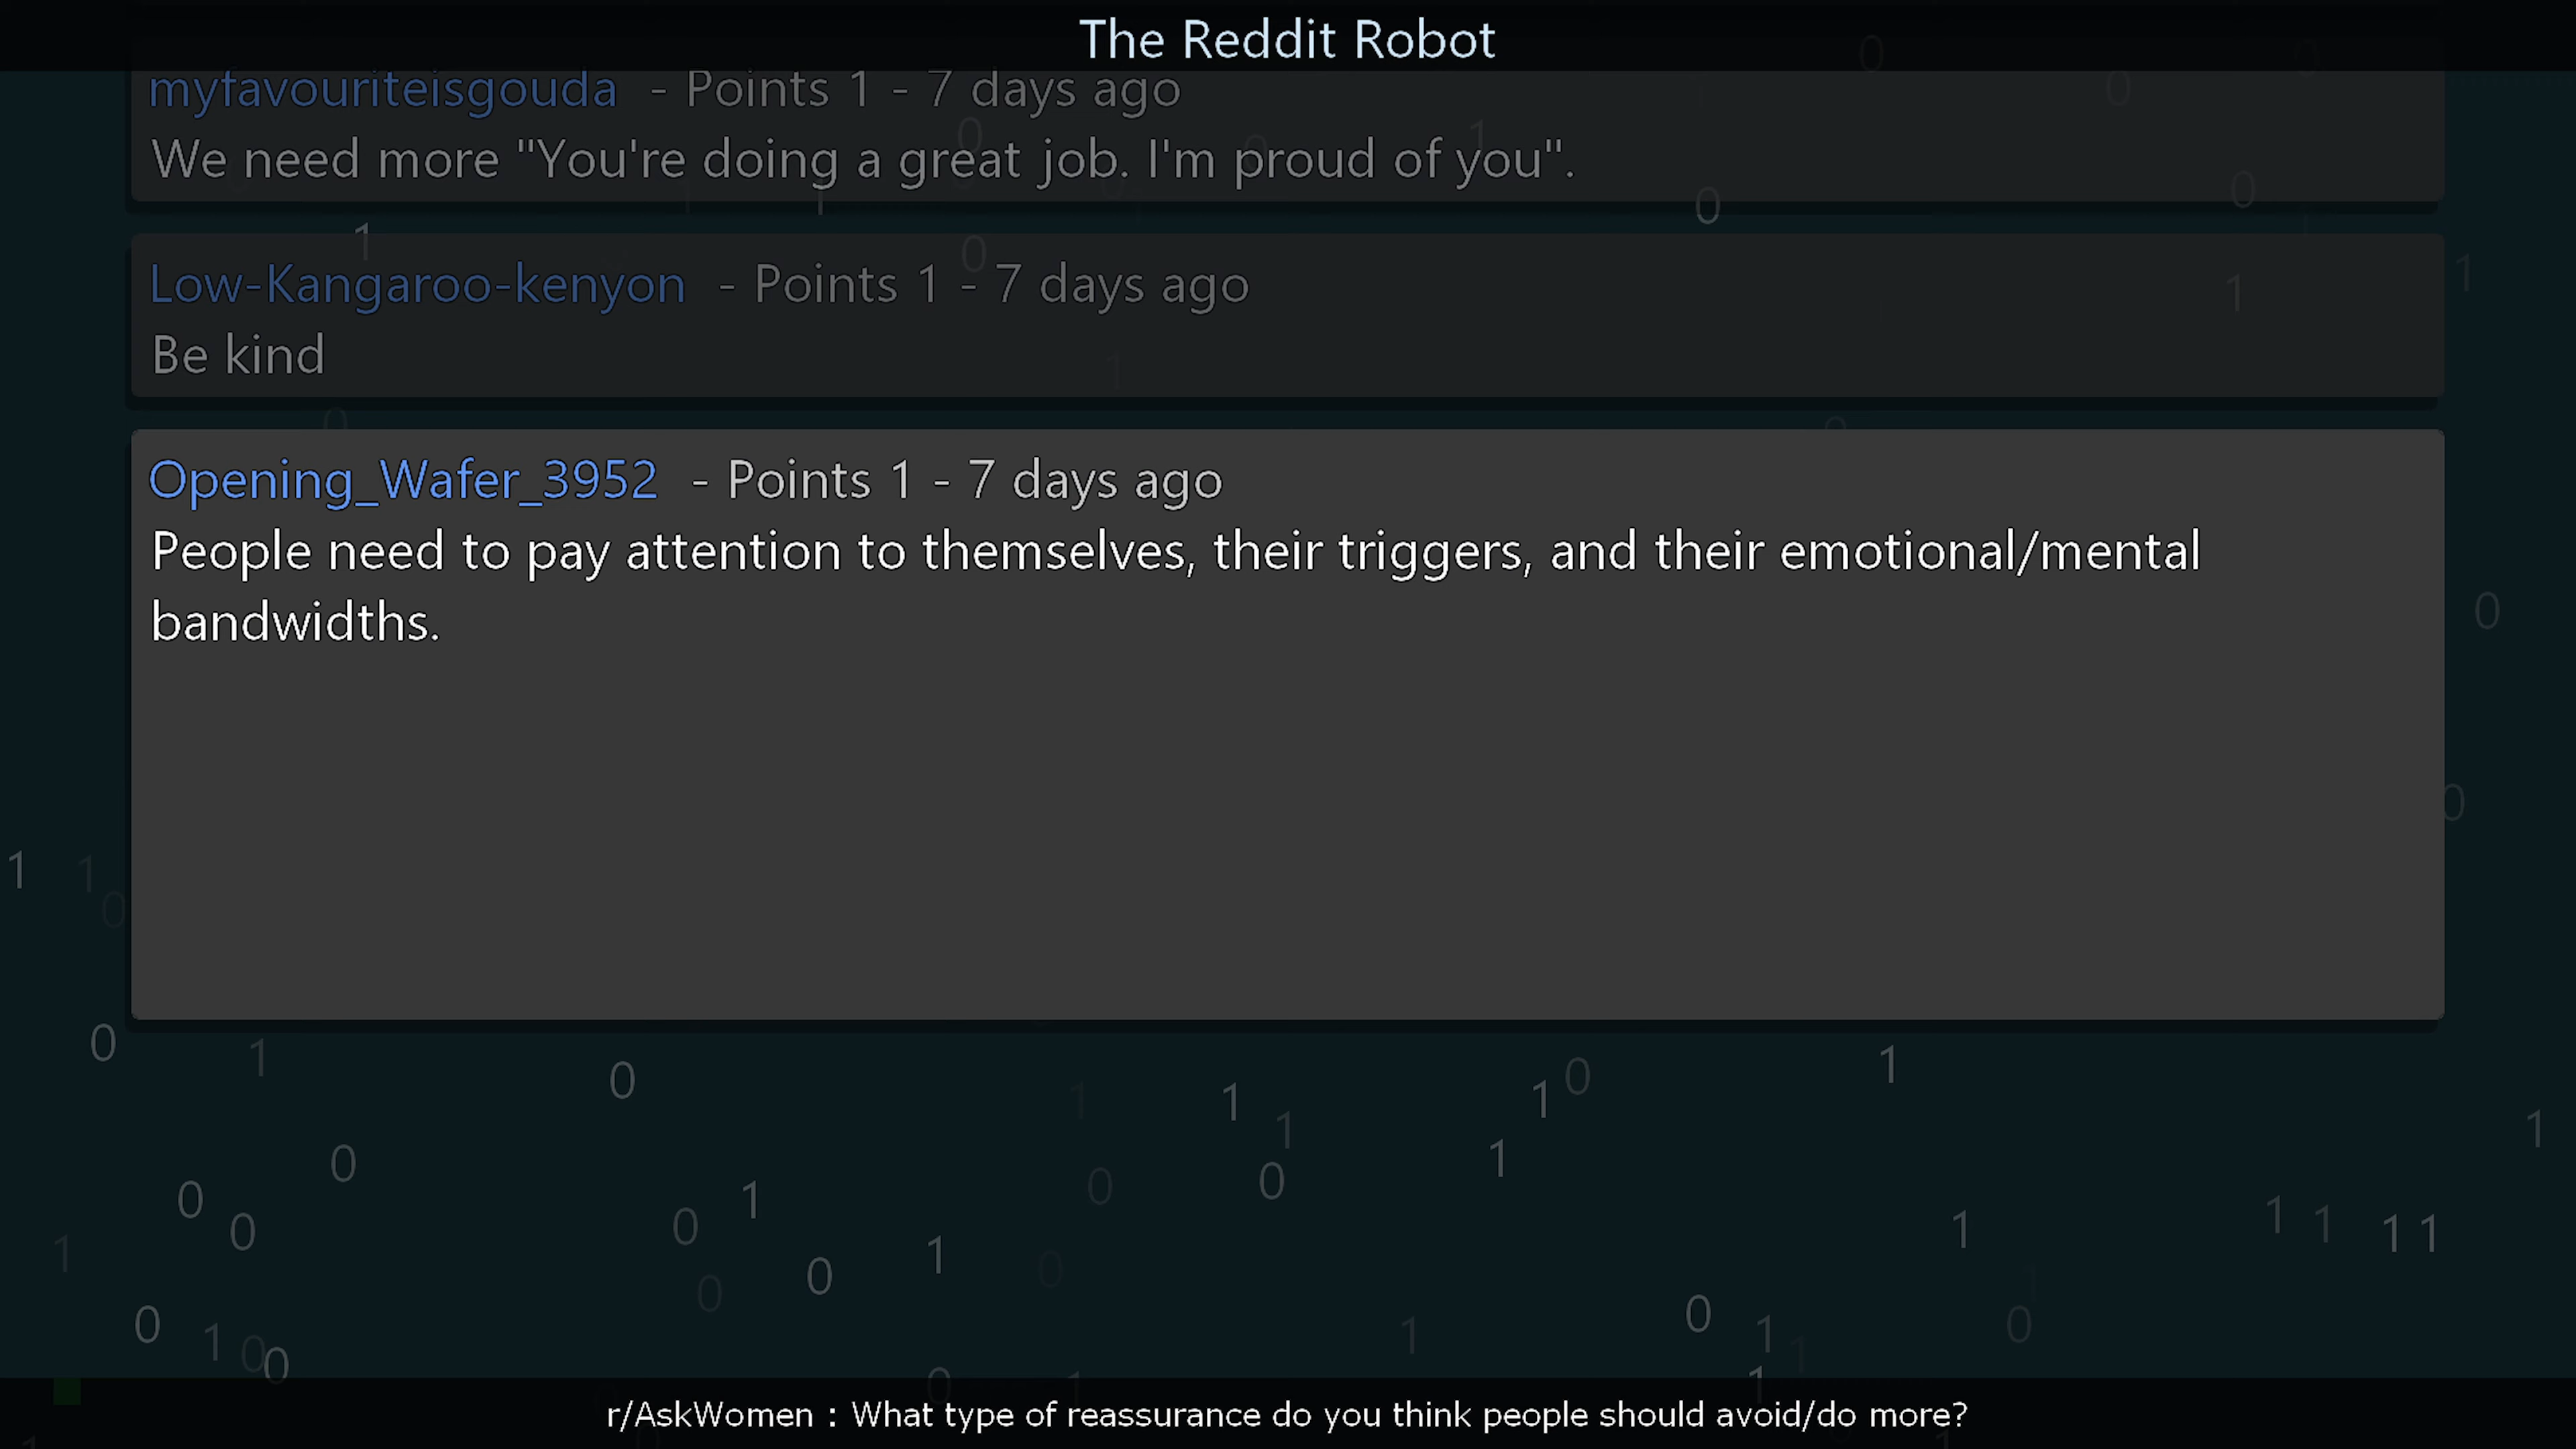 The Reddit Robot
myfavouriteisgouda - Points 1 - 7 days ago
We need more "You're doing a great job. I'm proud of you".
Low-Kangaroo-kenyon - Points 1 - 7 days ago
Be kind
Opening_Wafer_3952 - Points 1 - 7 days ago
People need to pay attention to themselves, their triggers, and their emotional/mental
bandwidths.
r/AskWomen : What type of reassurance do you think people should avoid/do more?